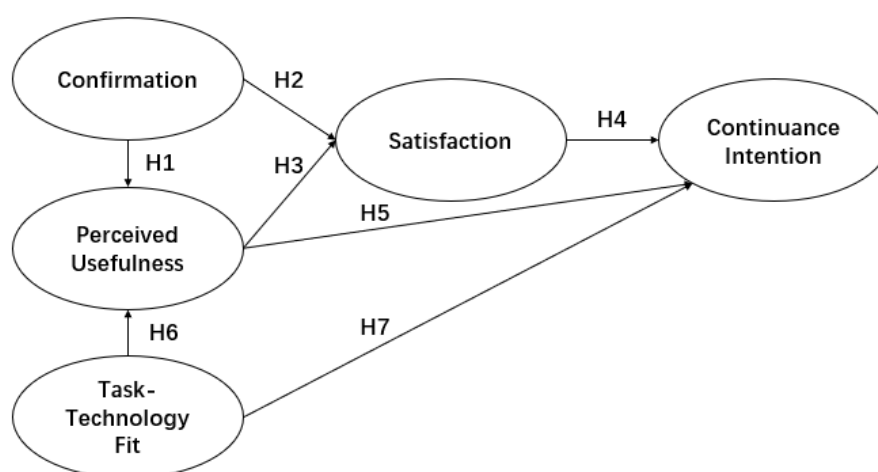 Confirmation
H2
Satisfaction
H4
Continuance
Intention
H1
H3
Perceived
Usefulness
H5
H6
H7
Task-
Technology
Fit